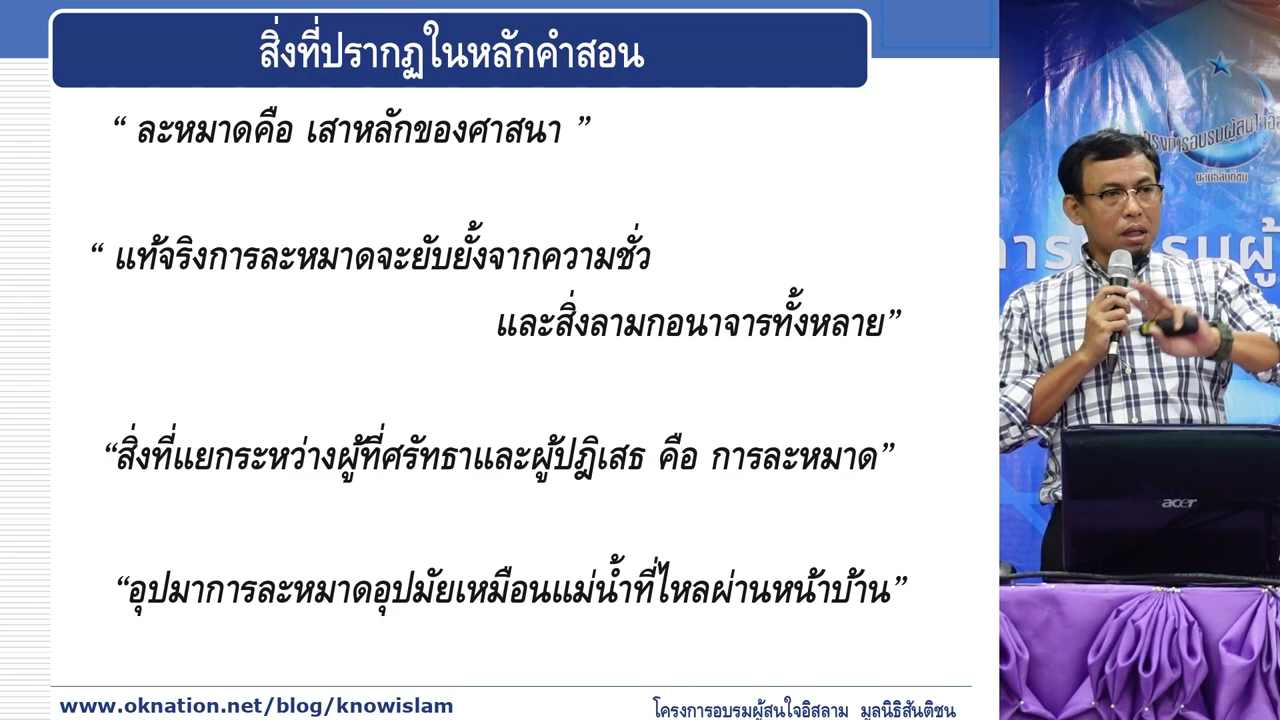 สิ่งที่ปรากฏในหลักคำสอน
“ ละหมาดคือ เสาหลักของศาสนา ”
“ แท้จริงการละหมาดจะยับยั้งจากความชั่ว
และสิ่งลามกอนาจารทั้งหลาย”
“สิ่งที่แยกระหว่างผู้ที่ศรัทธาและผู้ปฎิเสธ คือ การละหมาด”
“อุปมาการละหมาดอุปมัยเหมือนแม่น้ำที่ไหลผ่านหน้าบ้าน”
www.oknation.net/blog/knowislam
โครงการอบรมผู้สนใจอิสลาม มูลนิธิสันติชน
มูลนิธิสันติชน
acer